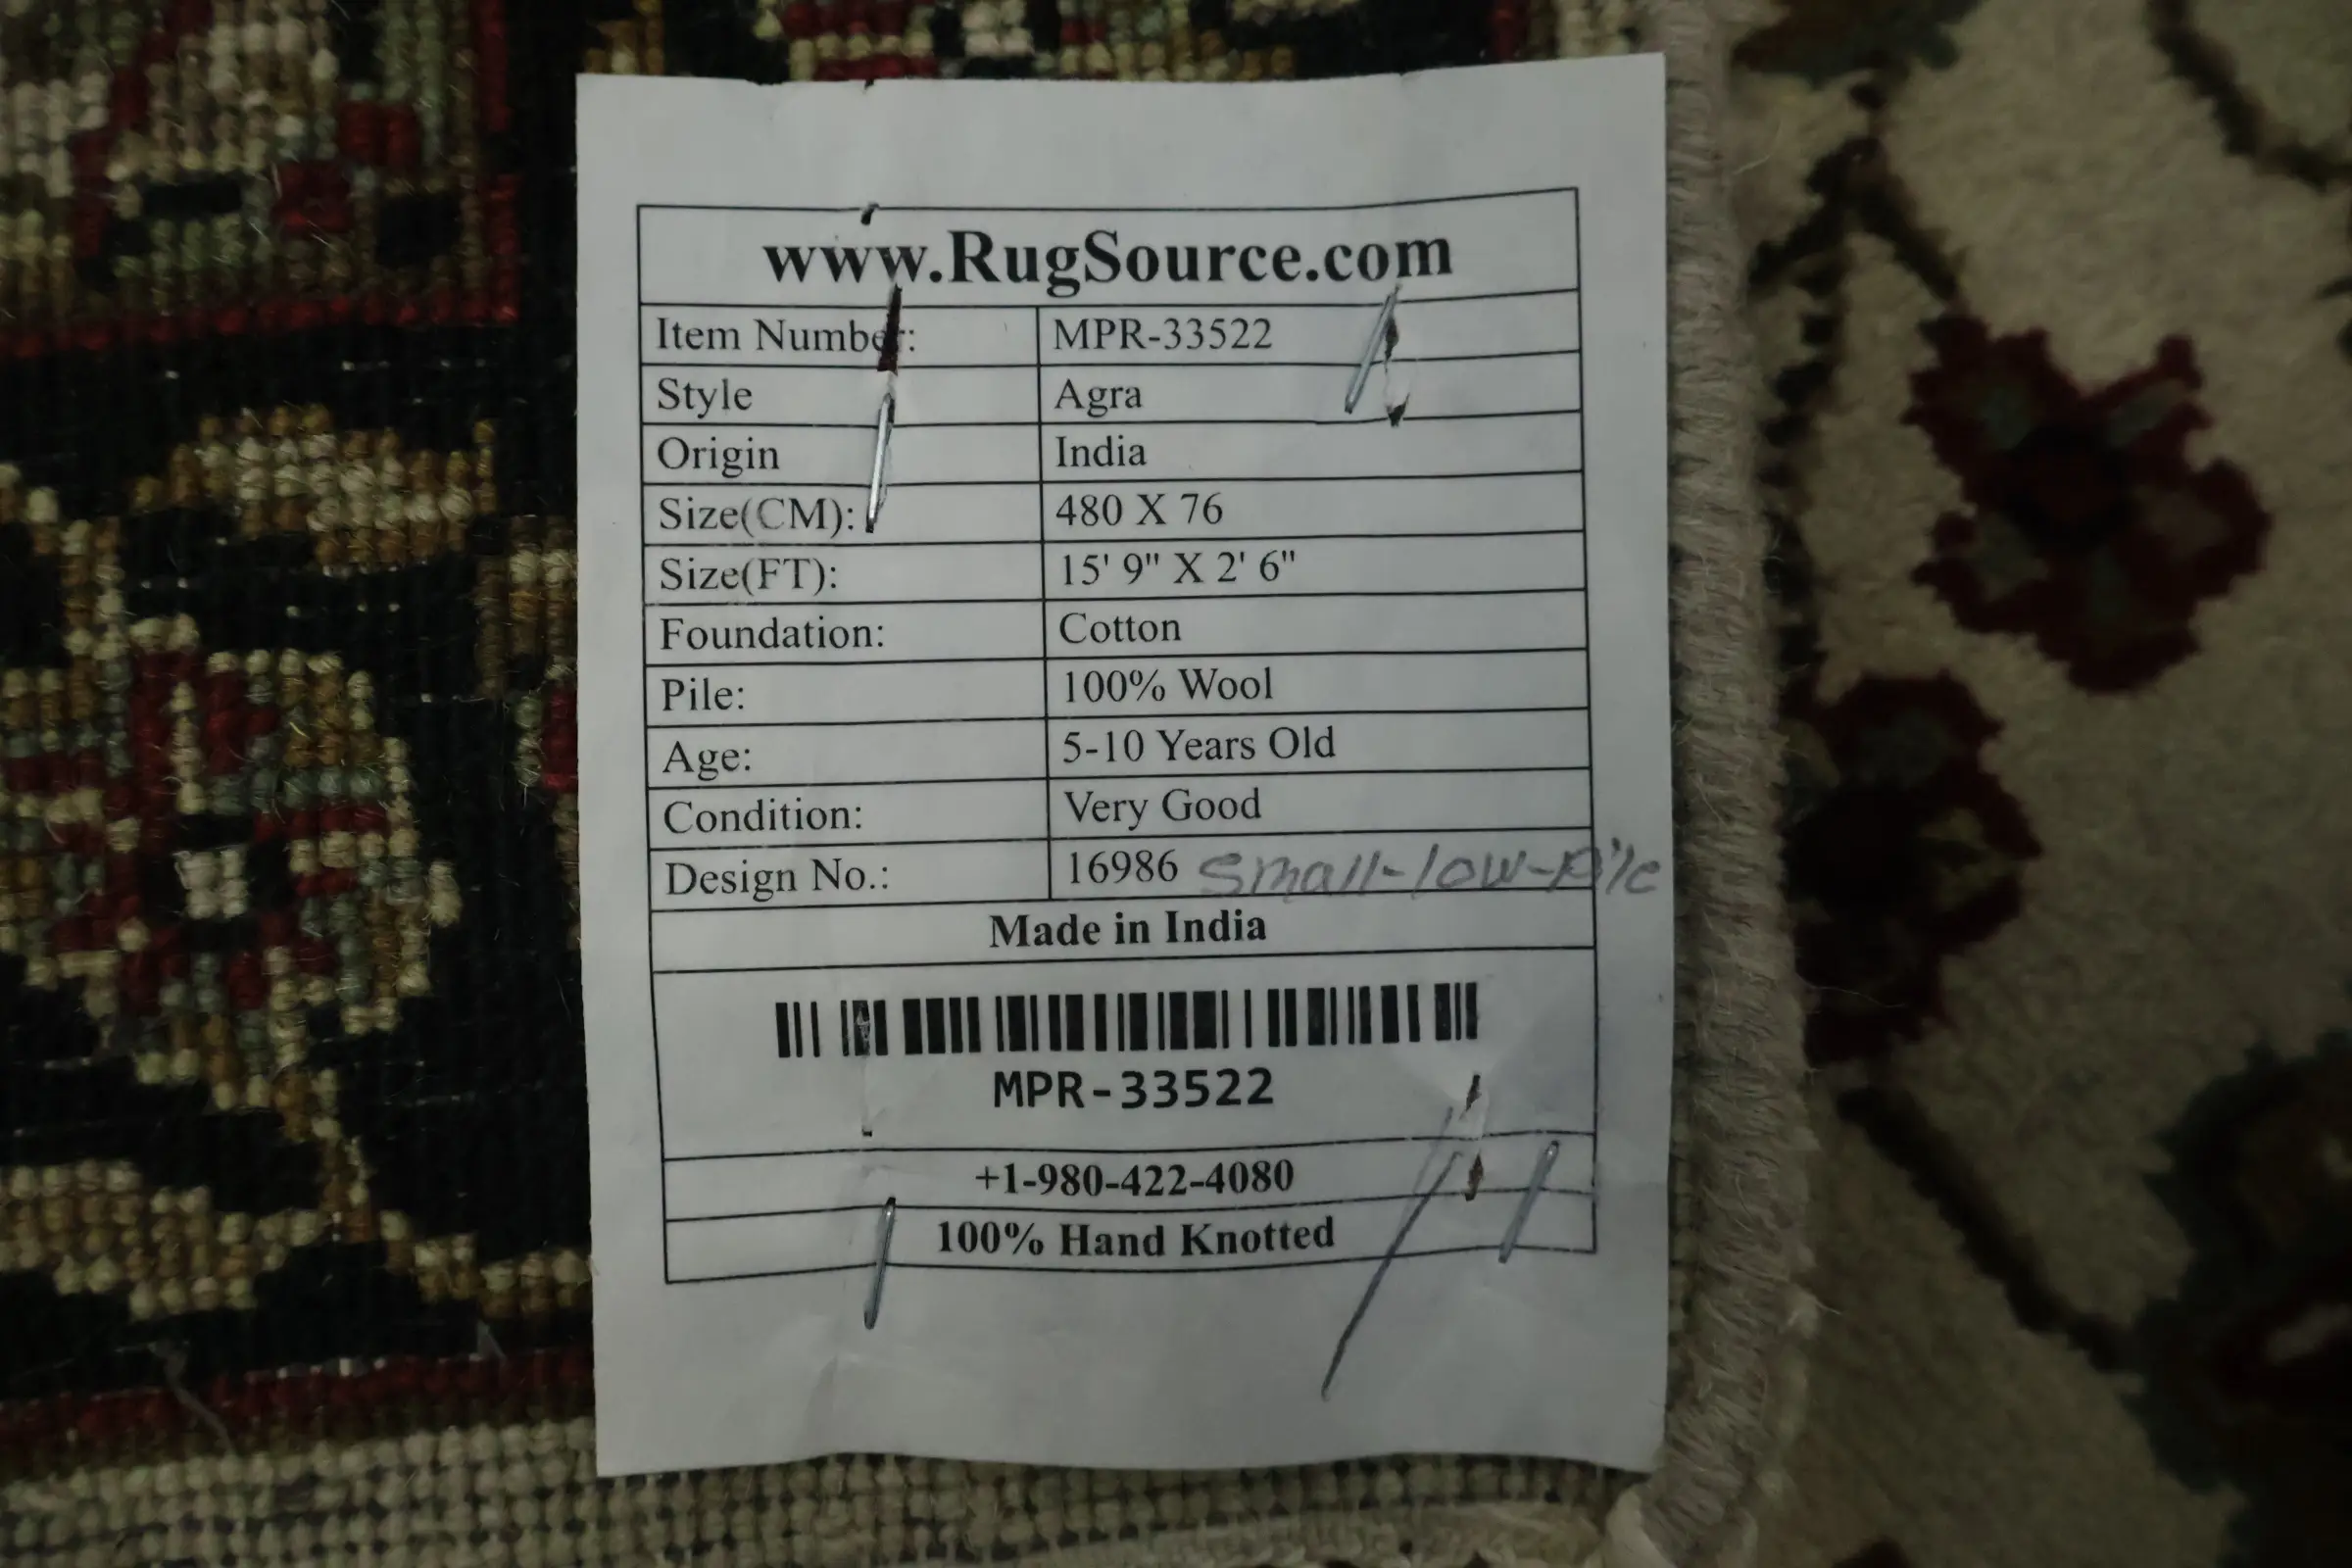 www.RugSource.com
Item Number: MPR-33522
Style Agra
Origin India
Size(CM): 480 X 76
Size(FT): 15' 9" X 2' 6"
Foundation: Cotton
Pile: 100% Wool
Age: 5-10 Years Old
Condition: Very Good
Design No.: 16986 small-low-pile
Made in India
MPR-33522
+1-980-422-4080
100% Hand Knotted